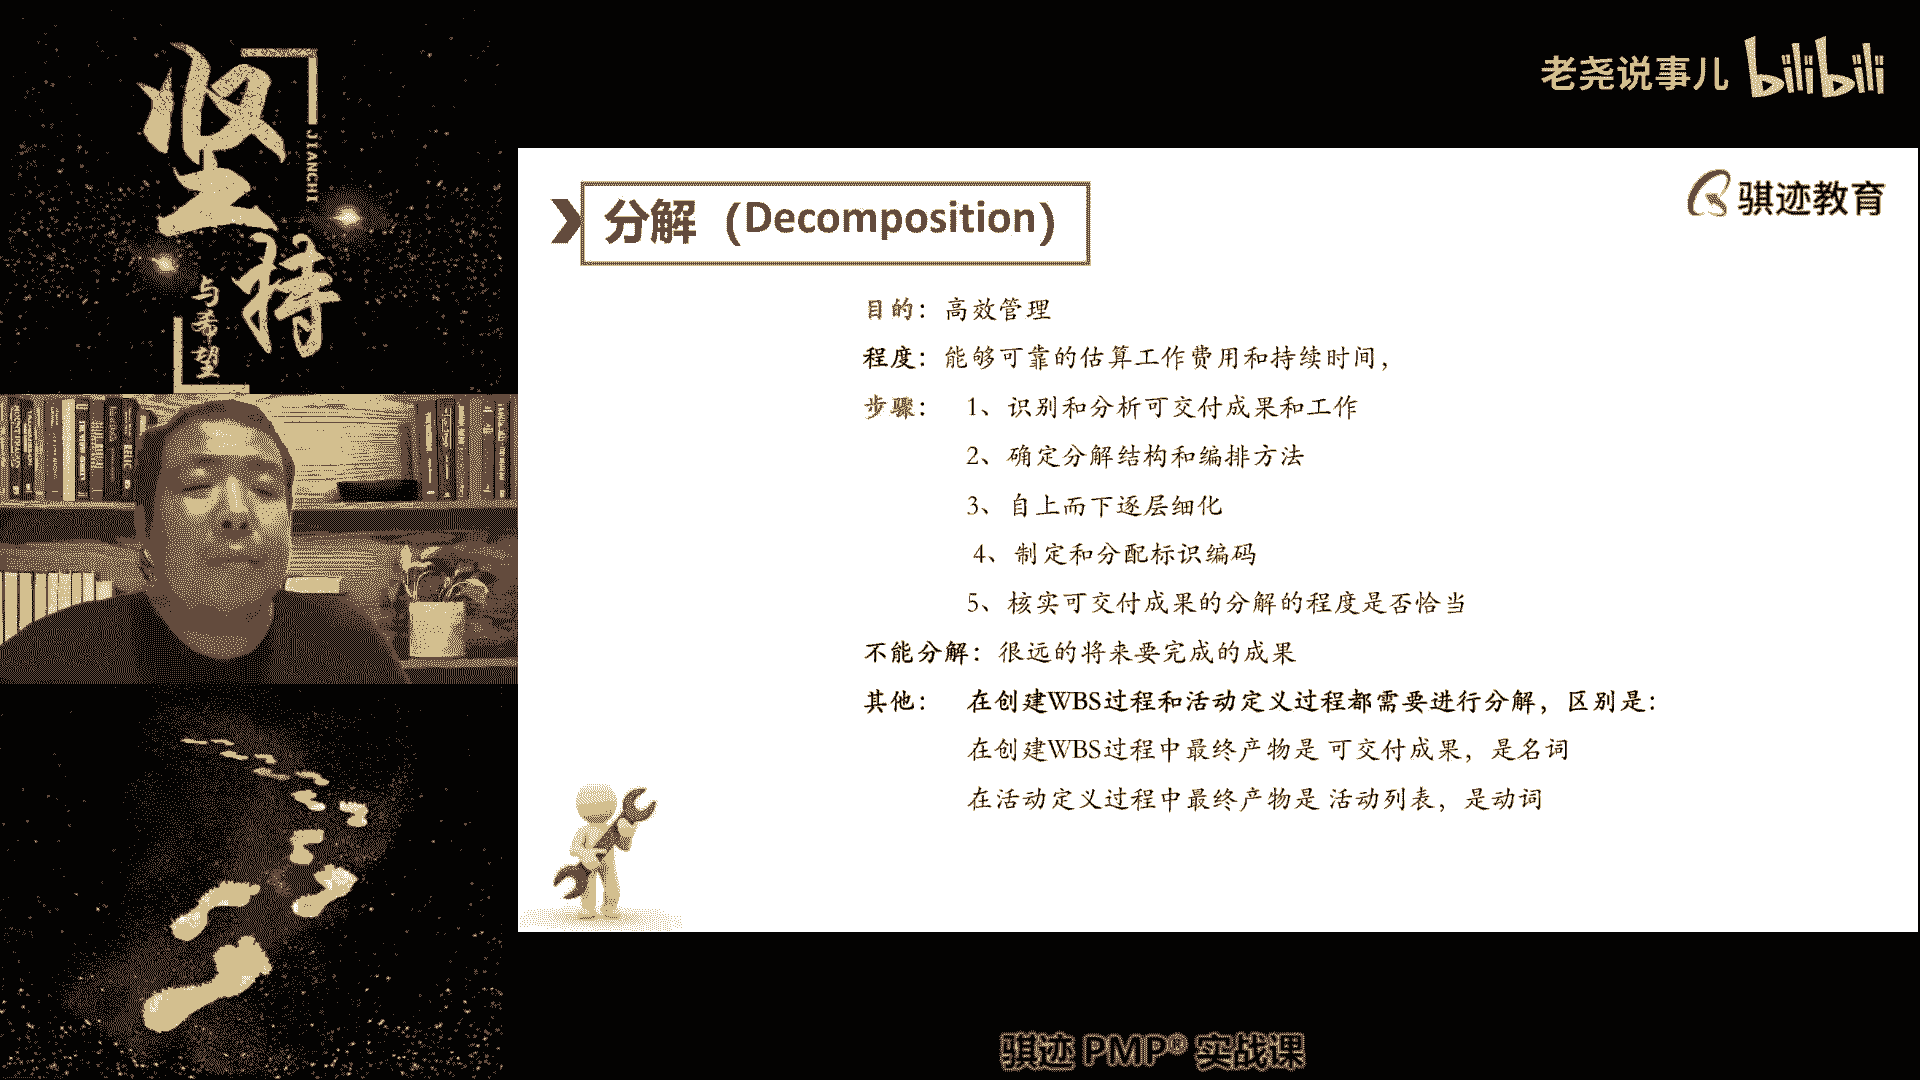 坚持
JIANCHI
与希望
老尧说事儿 bilibili
骐迹教育
分解（Decomposition）
目的：高效管理
程度：能够可靠的估算工作费用和持续时间，
步骤： 1、识别和分析可交付成果和工作
2、确定分解结构和编排方法
3、自上而下逐层细化
4、制定和分配标识编码
5、核实可交付成果的分解的程度是否恰当
不能分解：很远的将来要完成的成果
其他： 在创建WBS过程和活动定义过程都需要进行分解，区别是：
在创建WBS过程中最终产物是 可交付成果，是名词
在活动定义过程中最终产物是 活动列表，是动词
骐迹 PMP® 实战课